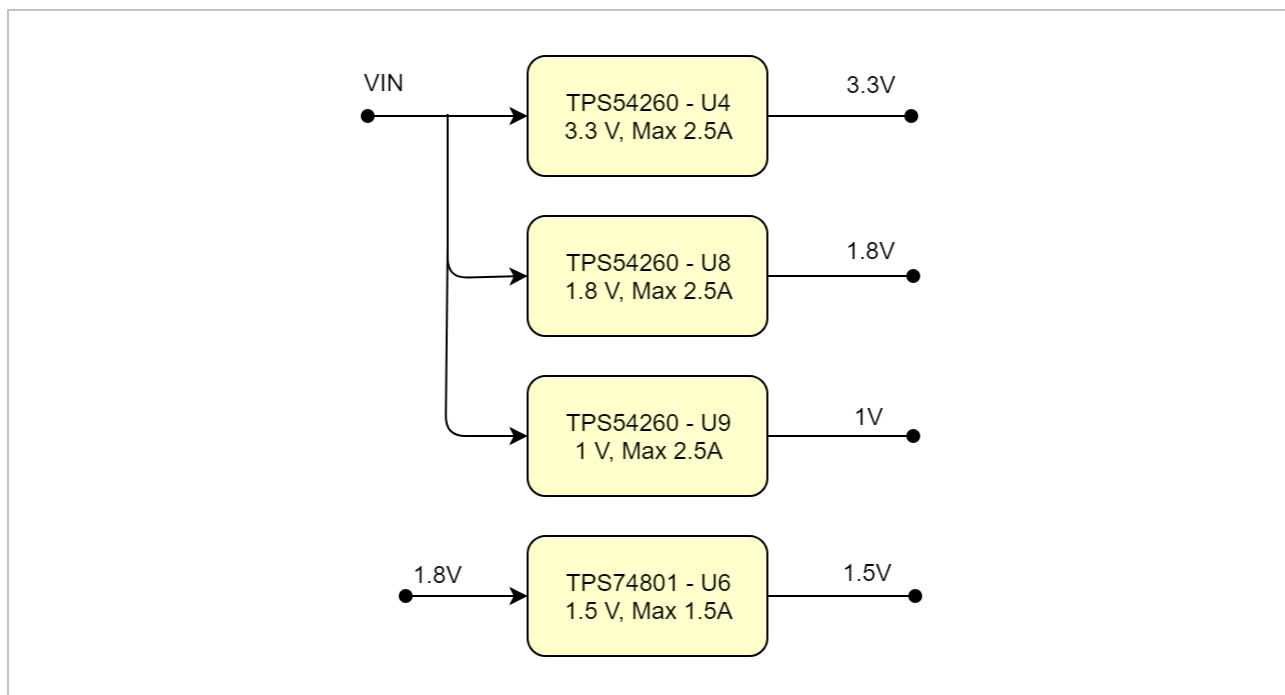 VIN
TPS54260 - U4
3.3 V, Max 2.5A
3.3V
TPS54260 - U8
1.8 V, Max 2.5A
1.8V
TPS54260 - U9
1 V, Max 2.5A
1V
1.8V
TPS74801 - U6
1.5 V, Max 1.5A
1.5V